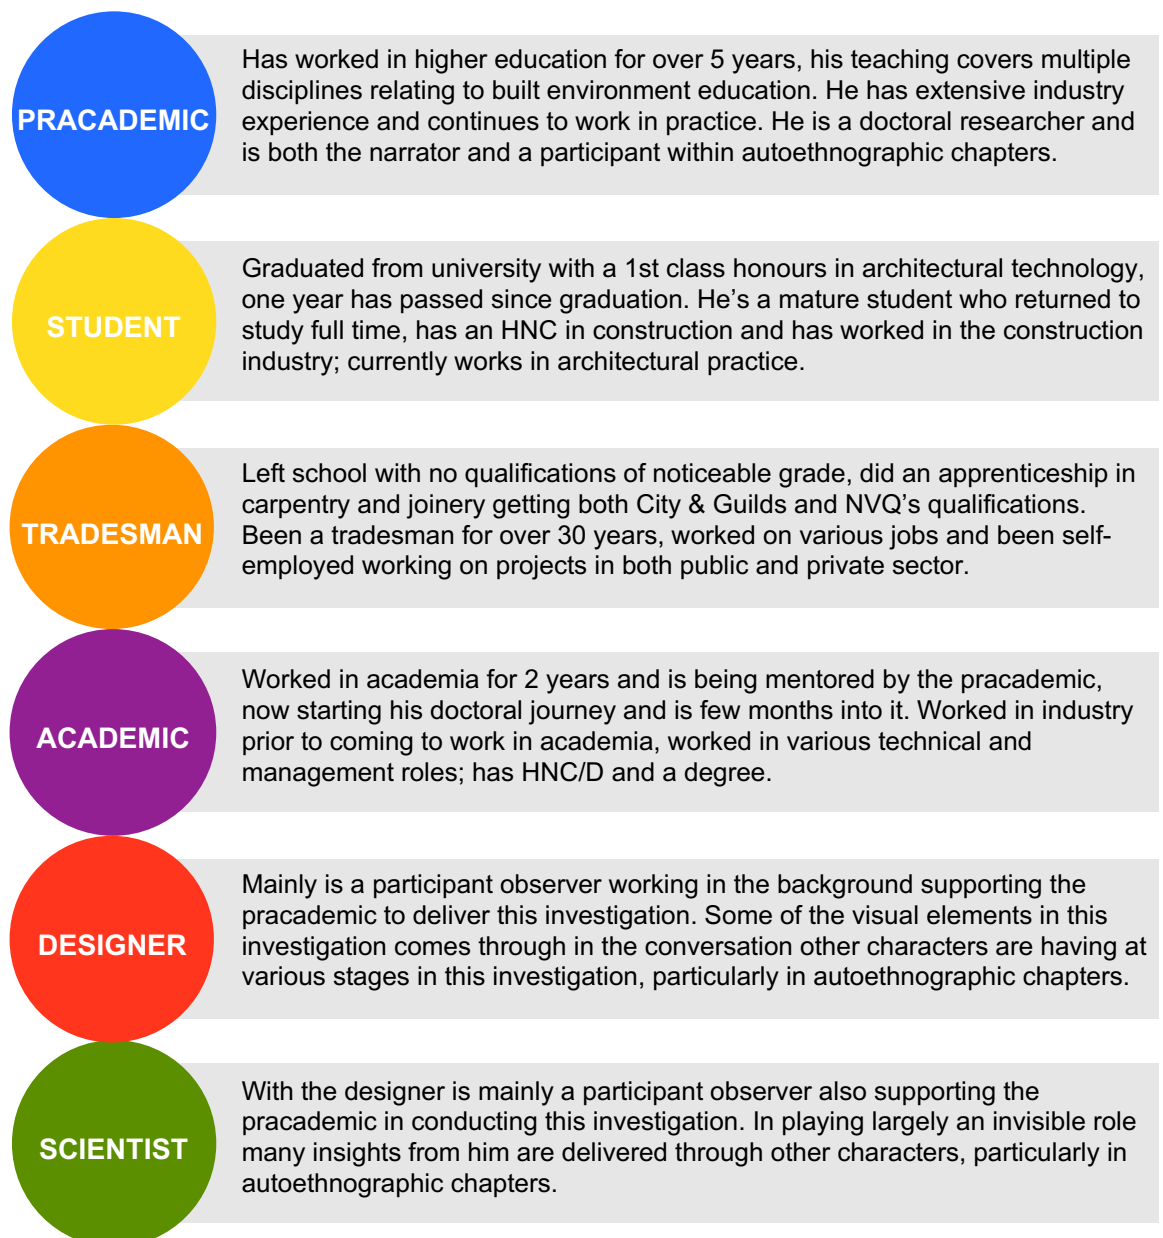 PRACADEMIC
Has worked in higher education for over 5 years, his teaching covers multiple
disciplines relating to built environment education. He has extensive industry
experience and continues to work in practice. He is a doctoral researcher and
is both the narrator and a participant within autoethnographic chapters.
STUDENT
Graduated from university with a 1st class honours in architectural technology,
one year has passed since graduation. He’s a mature student who returned to
study full time, has an HNC in construction and has worked in the construction
industry; currently works in architectural practice.
TRADESMAN
Left school with no qualifications of noticeable grade, did an apprenticeship in
carpentry and joinery getting both City & Guilds and NVQ’s qualifications.
Been a tradesman for over 30 years, worked on various jobs and been self-
employed working on projects in both public and private sector.
ACADEMIC
Worked in academia for 2 years and is being mentored by the pracademic,
now starting his doctoral journey and is few months into it. Worked in industry
prior to coming to work in academia, worked in various technical and
management roles; has HNC/D and a degree.
DESIGNER
Mainly is a participant observer working in the background supporting the
pracademic to deliver this investigation. Some of the visual elements in this
investigation comes through in the conversation other characters are having at
various stages in this investigation, particularly in autoethnographic chapters.
SCIENTIST
With the designer is mainly a participant observer also supporting the
pracademic in conducting this investigation. In playing largely an invisible role
many insights from him are delivered through other characters, particularly in
autoethnographic chapters.